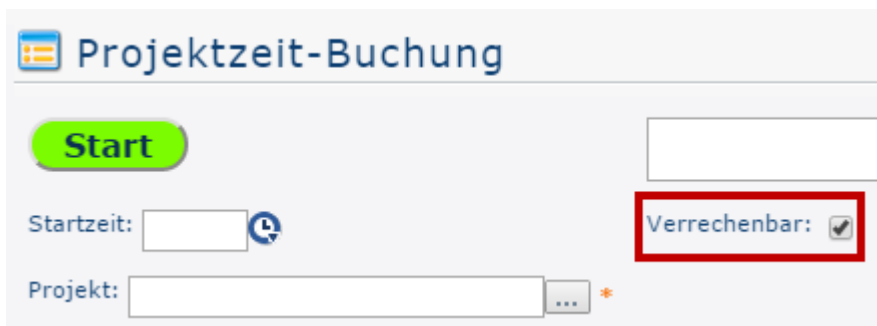 Projektzeit-Buchung
Start
Startzeit:
Verrechenbar:
Projekt:
... *